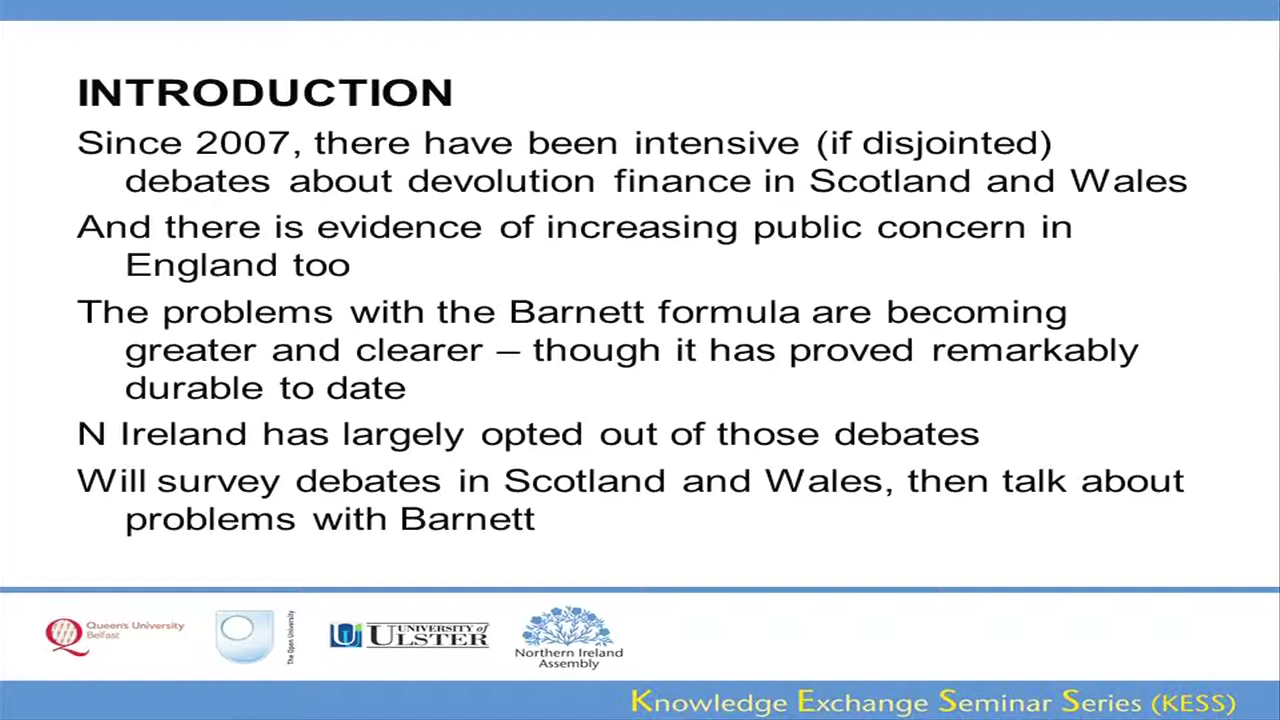 INTRODUCTION
Since 2007, there have been intensive (if disjointed)
debates about devolution finance in Scotland and Wales
And there is evidence of increasing public concern in
England too
The problems with the Barnett formula are becoming
greater and clearer – though it has proved remarkably
durable to date
N Ireland has largely opted out of those debates
Will survey debates in Scotland and Wales, then talk about
problems with Barnett
Queen's University
Belfast
The Open University
UNIVERSITY of
ULSTER
Northern Ireland
Assembly
Knowledge Exchange Seminar Series (KESS)